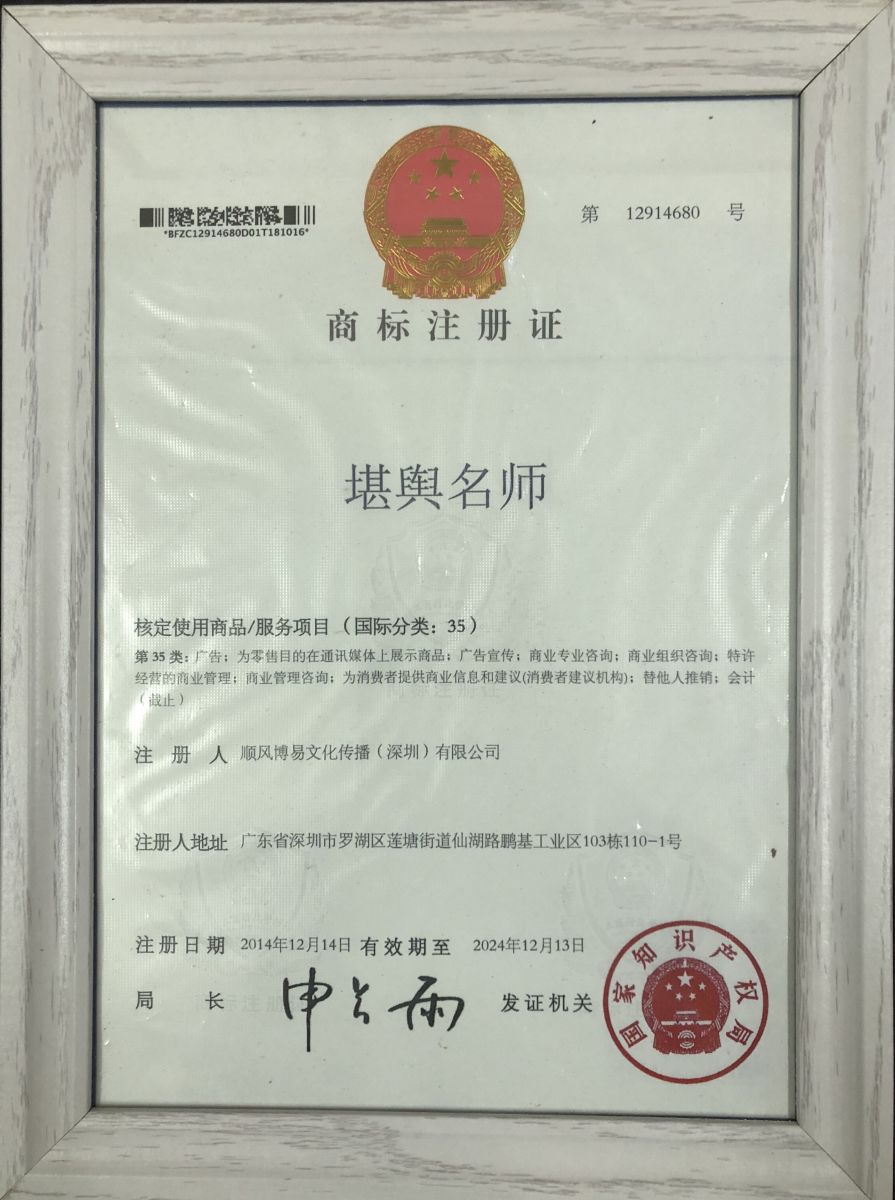 *BFZC12914680D01T181016*
第 12914680 号
商标注册证
堪舆名师
核定使用商品/服务项目（国际分类：35）
第 35 类：广告；为零售目的在通讯媒体上展示商品；广告宣传；商业专业咨询；商业组织咨询；特许
经营的商业管理；商业管理咨询；为消费者提供商业信息和建议(消费者建议机构)；替他人推销；会计
（截止）
注 册 人 顺风博易文化传播（深圳）有限公司
注册人地址 广东省深圳市罗湖区莲塘街道仙湖路鹏基工业区103栋110-1号
注册日期 2014年12月14日 有效期至 2024年12月13日
局 长 申长雨 发证机关
国家知识产权局